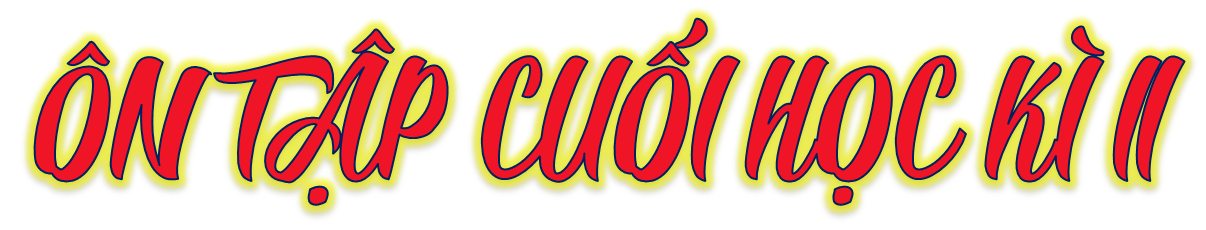 ÔN TẬP CUỐI HỌC KÌ II